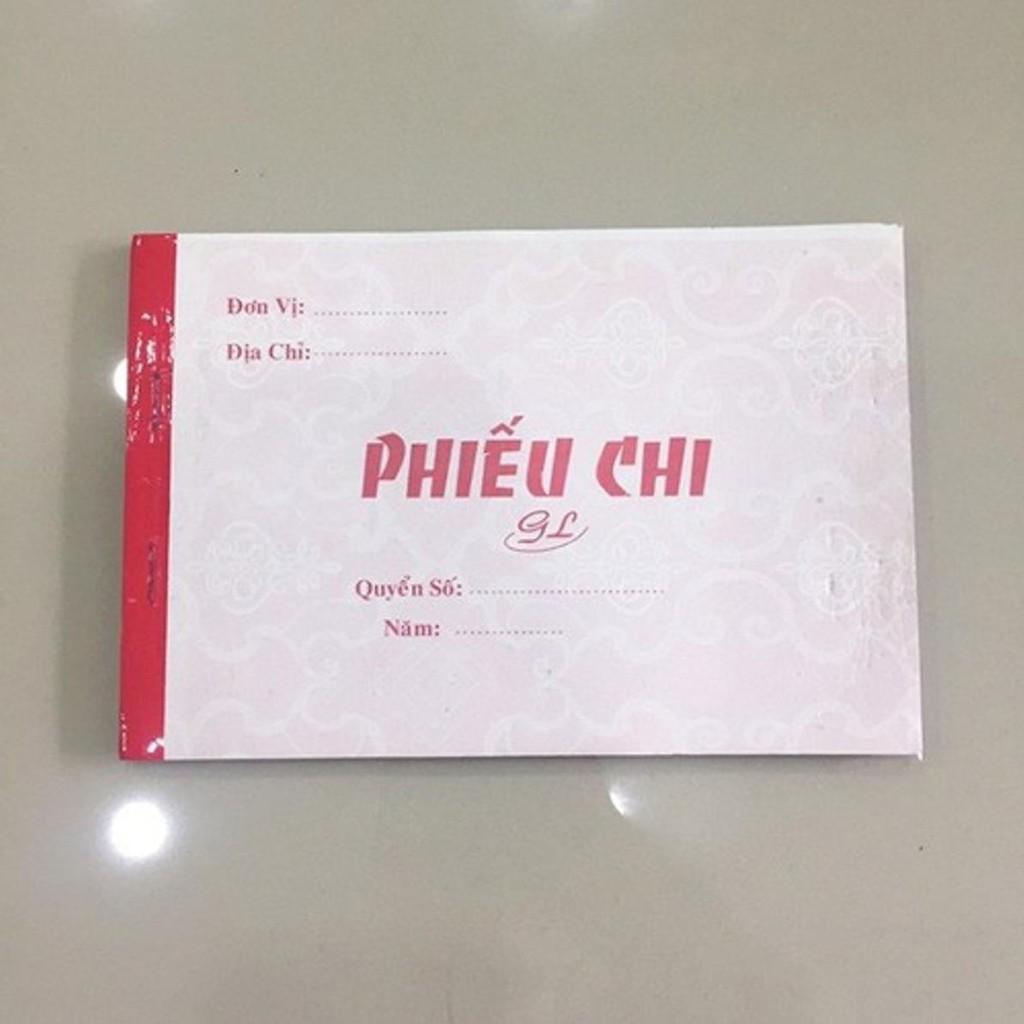 Đơn Vị: ...................
Địa Chỉ: ...................
PHIẾU CHI
GL
Quyển Số: ............................
Năm: ...............